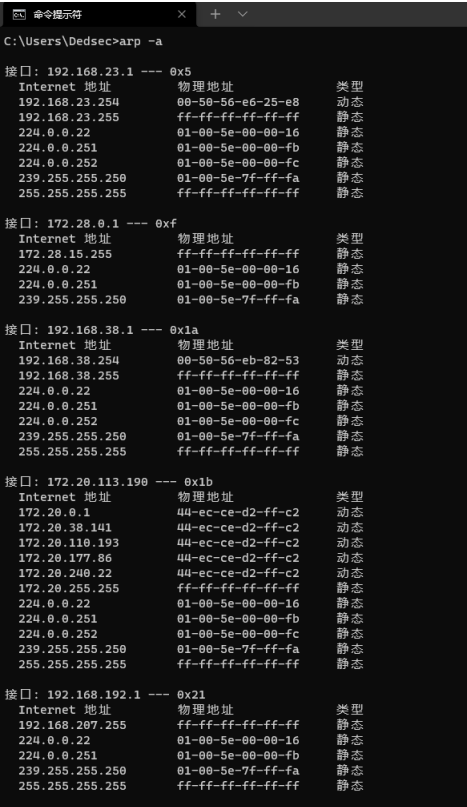 命令提示符
C:\Users\Dedsec>arp -a
接口: 192.168.23.1 --- 0x5
Internet 地址 物理地址 类型
192.168.23.254 00-50-56-e6-25-e8 动态
192.168.23.255 ff-ff-ff-ff-ff-ff 静态
224.0.0.22 01-00-5e-00-00-16 静态
224.0.0.251 01-00-5e-00-00-fb 静态
224.0.0.252 01-00-5e-00-00-fc 静态
239.255.255.250 01-00-5e-7f-ff-fa 静态
255.255.255.255 ff-ff-ff-ff-ff-ff 静态
接口: 172.28.0.1 --- 0xf
Internet 地址 物理地址 类型
172.28.15.255 ff-ff-ff-ff-ff-ff 静态
224.0.0.22 01-00-5e-00-00-16 静态
224.0.0.251 01-00-5e-00-00-fb 静态
239.255.255.250 01-00-5e-7f-ff-fa 静态
接口: 192.168.38.1 --- 0x1a
Internet 地址 物理地址 类型
192.168.38.254 00-50-56-eb-82-53 动态
192.168.38.255 ff-ff-ff-ff-ff-ff 静态
224.0.0.22 01-00-5e-00-00-16 静态
224.0.0.251 01-00-5e-00-00-fb 静态
224.0.0.252 01-00-5e-00-00-fc 静态
239.255.255.250 01-00-5e-7f-ff-fa 静态
255.255.255.255 ff-ff-ff-ff-ff-ff 静态
接口: 172.20.113.190 --- 0x1b
Internet 地址 物理地址 类型
172.20.0.1 44-ec-ce-d2-ff-c2 动态
172.20.38.141 44-ec-ce-d2-ff-c2 动态
172.20.110.193 44-ec-ce-d2-ff-c2 动态
172.20.177.86 44-ec-ce-d2-ff-c2 动态
172.20.240.22 44-ec-ce-d2-ff-c2 动态
172.20.255.255 ff-ff-ff-ff-ff-ff 静态
224.0.0.22 01-00-5e-00-00-16 静态
224.0.0.251 01-00-5e-00-00-fb 静态
224.0.0.252 01-00-5e-00-00-fc 静态
239.255.255.250 01-00-5e-7f-ff-fa 静态
255.255.255.255 ff-ff-ff-ff-ff-ff 静态
接口: 192.168.192.1 --- 0x21
Internet 地址 物理地址 类型
192.168.207.255 ff-ff-ff-ff-ff-ff 静态
224.0.0.22 01-00-5e-00-00-16 静态
224.0.0.251 01-00-5e-00-00-fb 静态
239.255.255.250 01-00-5e-7f-ff-fa 静态
255.255.255.255 ff-ff-ff-ff-ff-ff 静态